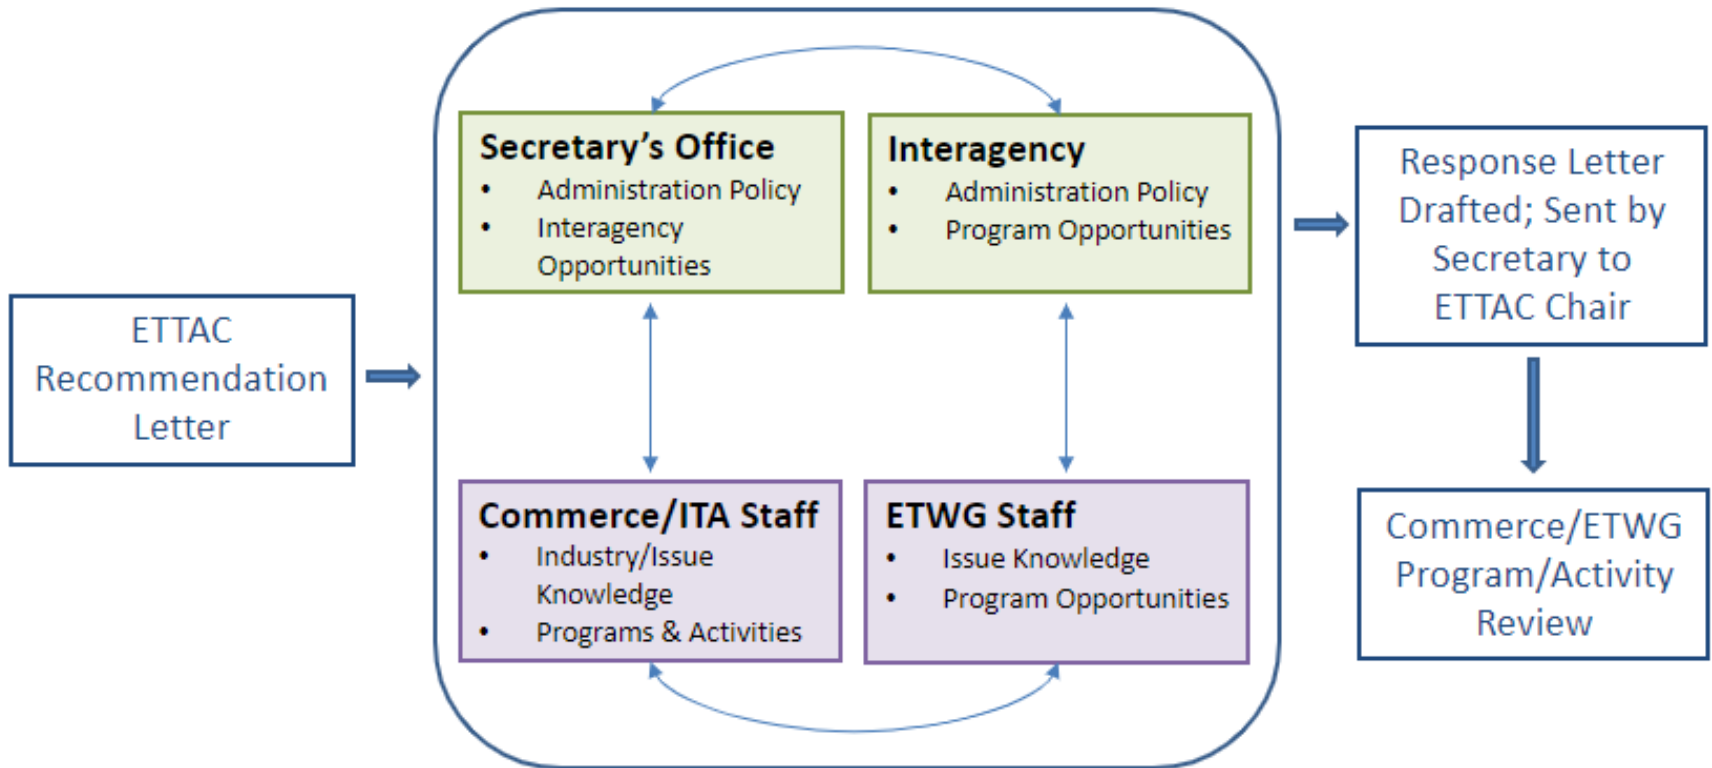 ETTAC
Recommendation
Letter
Secretary’s Office
• Administration Policy
• Interagency
Opportunities
Interagency
• Administration Policy
• Program Opportunities
Commerce/ITA Staff
• Industry/Issue
Knowledge
• Programs & Activities
ETWG Staff
• Issue Knowledge
• Program Opportunities
Response Letter
Drafted; Sent by
Secretary to
ETTAC Chair
Commerce/ETWG
Program/Activity
Review